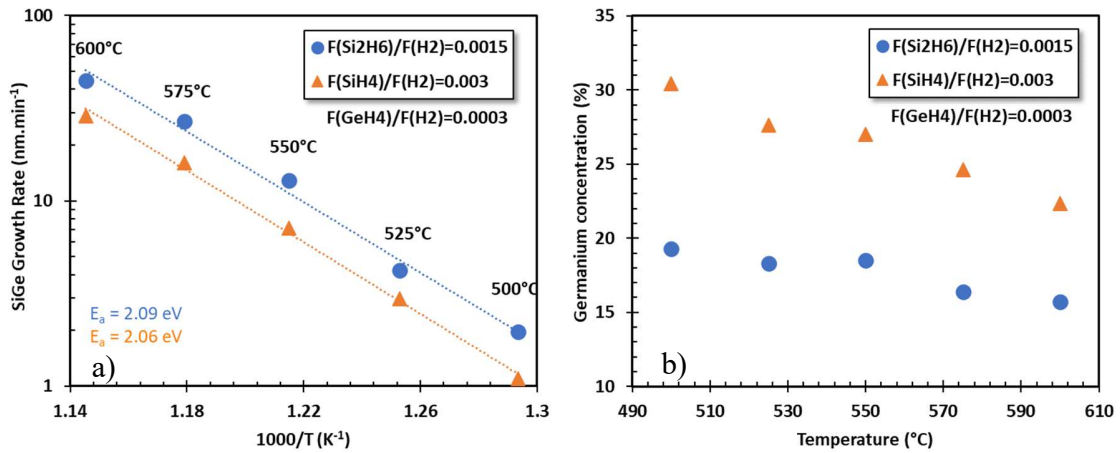 a)
SiGe Growth Rate (nm.min-1)
100
10
1
600°C
575°C
550°C
525°C
500°C
F(Si2H6)/F(H2)=0.0015
F(SiH4)/F(H2)=0.003
F(GeH4)/F(H2)=0.0003
Ea = 2.09 eV
Ea = 2.06 eV
1.14 1.18 1.22 1.26 1.3
1000/T (K-1)
b)
Germanium concentration (%)
35
30
25
20
15
10
F(Si2H6)/F(H2)=0.0015
F(SiH4)/F(H2)=0.003
F(GeH4)/F(H2)=0.0003
490 510 530 550 570 590 610
Temperature (°C)